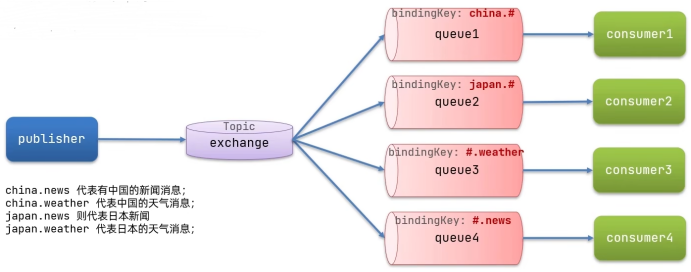 bindingKey: china.#
queue1
consumer1
bindingKey: japan.#
queue2
consumer2
publisher
Topic
exchange
bindingKey: #.weather
queue3
consumer3
bindingKey: #.news
queue4
consumer4
china.news 代表有中国的新闻消息;
china.weather 代表中国的天气消息;
japan.news 则代表日本新闻
japan.weather 代表日本的天气消息;